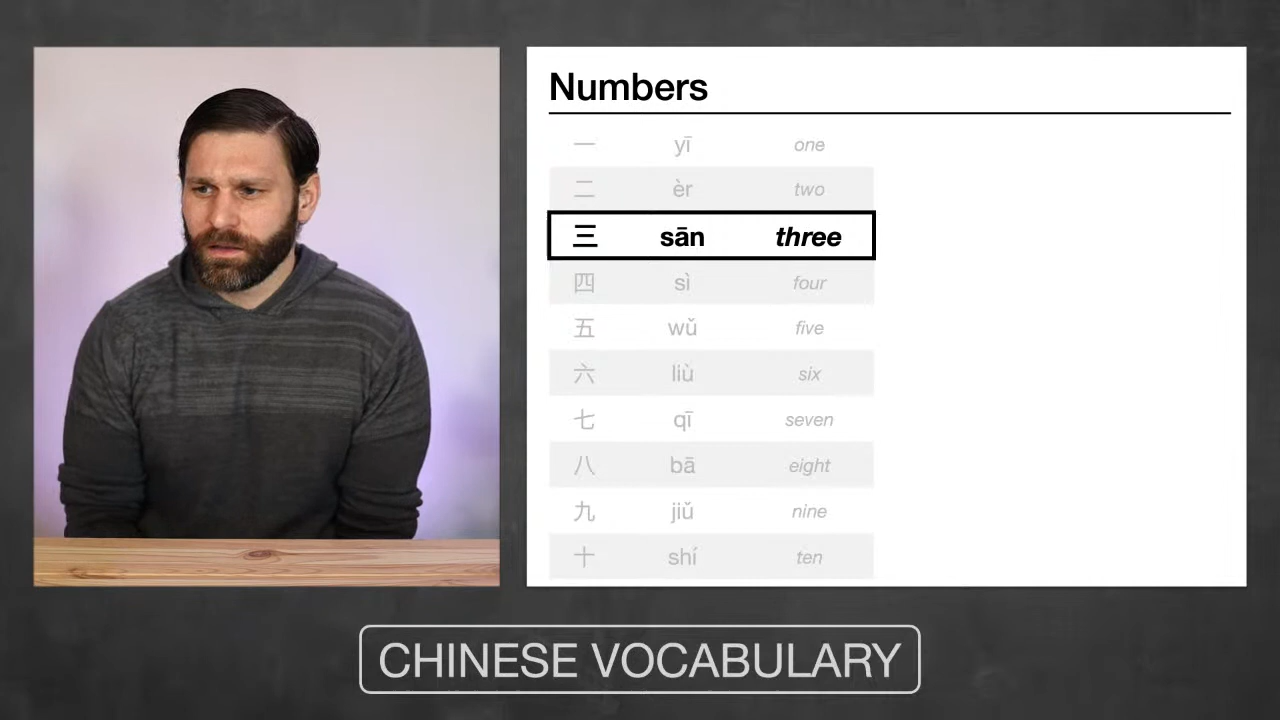 Numbers
一 yī one
二 èr two
三 sān three
四 sì four
五 wǔ five
六 liù six
七 qī seven
八 bā eight
九 jiǔ nine
十 shí ten
CHINESE VOCABULARY